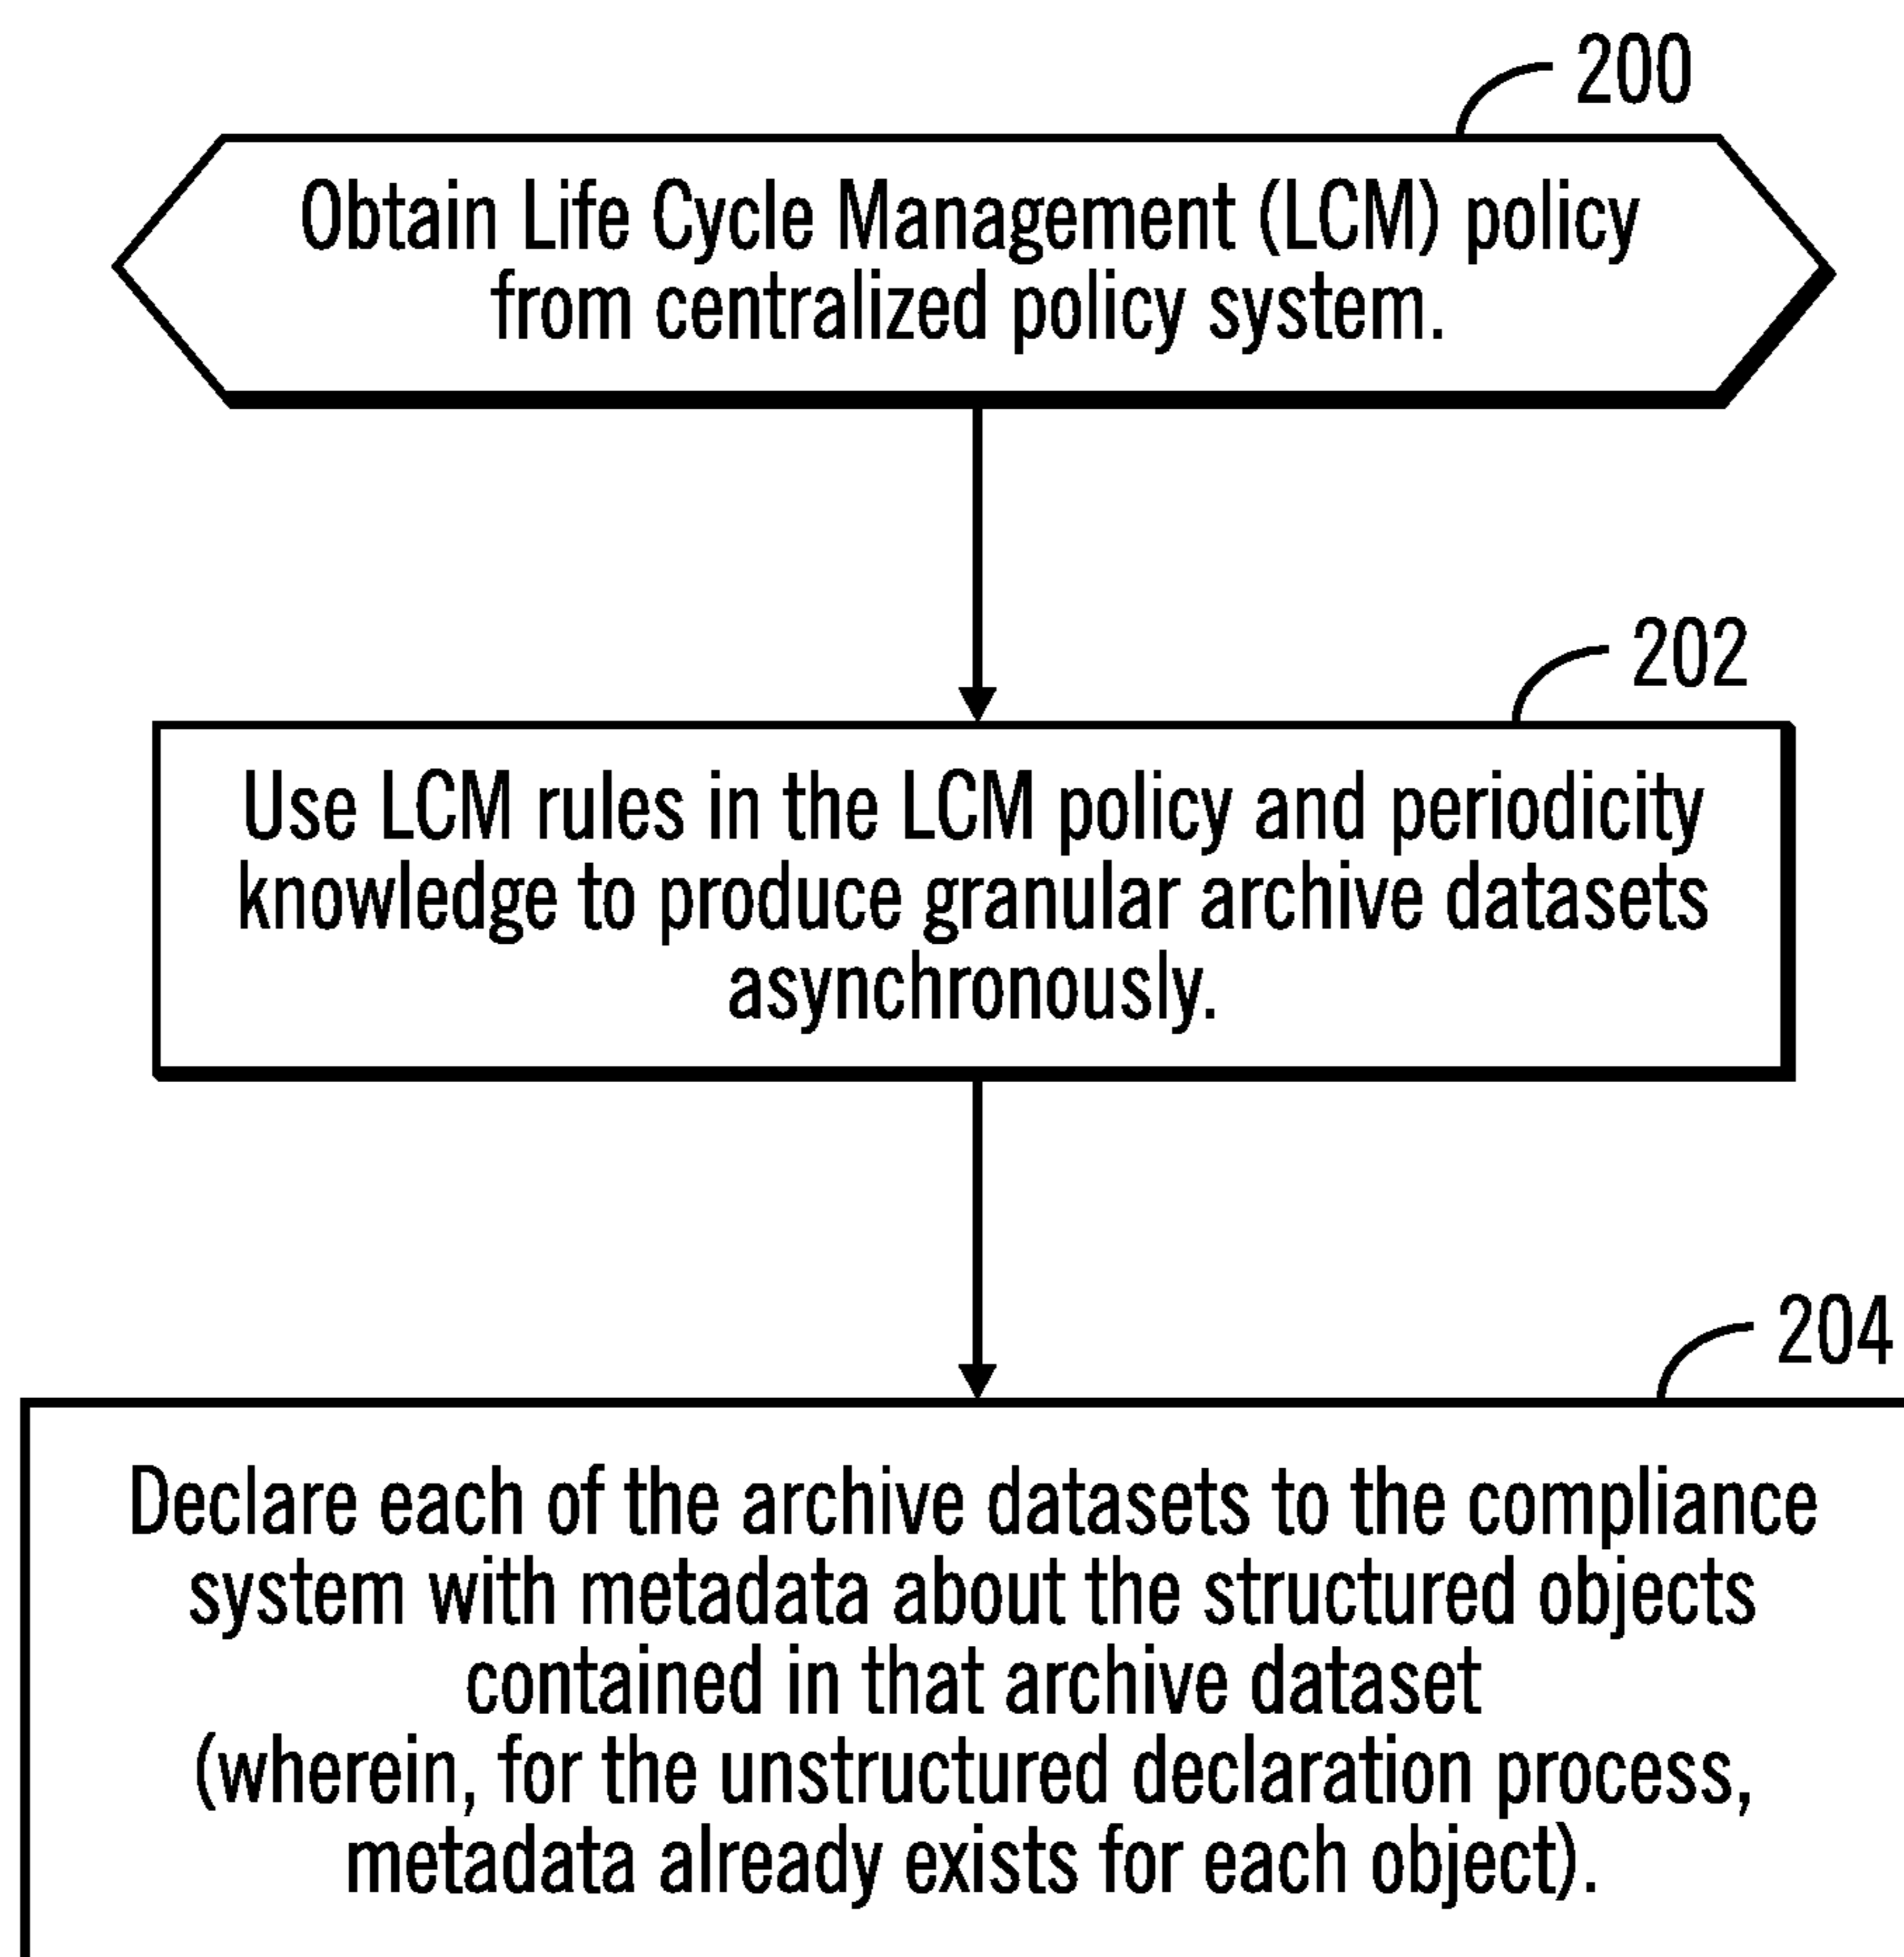 200
Obtain Life Cycle Management (LCM) policy
from centralized policy system.
202
Use LCM rules in the LCM policy and periodicity
knowledge to produce granular archive datasets
asynchronously.
204
Declare each of the archive datasets to the compliance
system with metadata about the structured objects
contained in that archive dataset
(wherein, for the unstructured declaration process,
metadata already exists for each object).